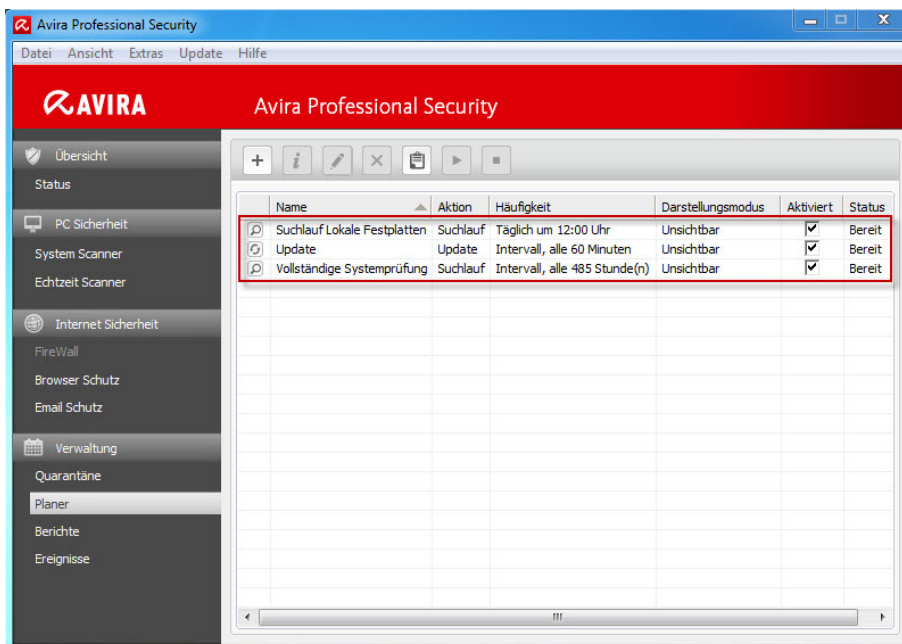 Avira Professional Security
Datei Ansicht Extras Update Hilfe
AVIRA Avira Professional Security
Übersicht
Status
PC Sicherheit
System Scanner
Echtzeit Scanner
Internet Sicherheit
FireWall
Browser Schutz
Email Schutz
Verwaltung
Quarantäne
Planer
Berichte
Ereignisse
Name Aktion Häufigkeit Darstellungsmodus Aktiviert Status
Suchlauf Lokale Festplatten Suchlauf Täglich um 12:00 Uhr Unsichtbar Bereit
Update Update Intervall, alle 60 Minuten Unsichtbar Bereit
Vollständige Systemprüfung Suchlauf Intervall, alle 485 Stunde(n) Unsichtbar Bereit